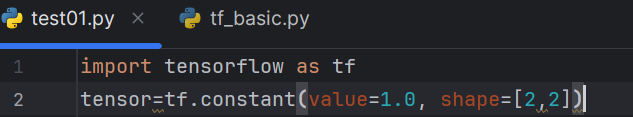 test01.py × tf_basic.py
1 import tensorflow as tf
2 tensor=tf.constant(value=1.0, shape=[2,2])